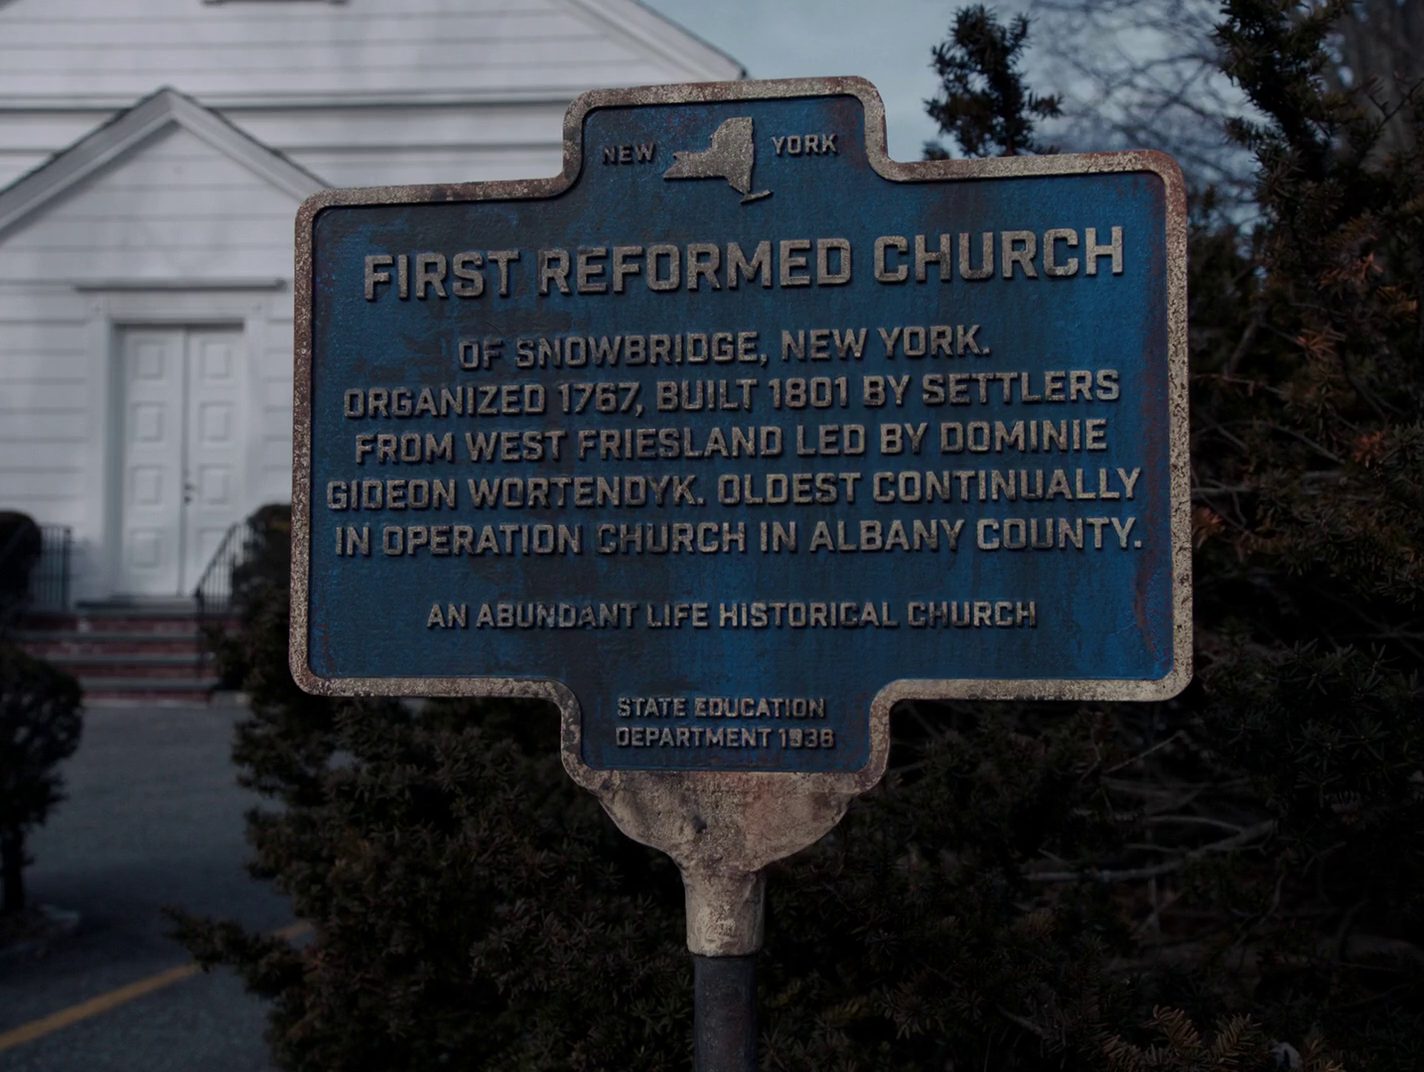 NEW YORK
FIRST REFORMED CHURCH
OF SNOWBRIDGE, NEW YORK.
ORGANIZED 1767, BUILT 1801 BY SETTLERS
FROM WEST FRIESLAND LED BY DOMINIE
GIDEON WORTENDYK. OLDEST CONTINUALLY
IN OPERATION CHURCH IN ALBANY COUNTY.
AN ABUNDANT LIFE HISTORICAL CHURCH
STATE EDUCATION
DEPARTMENT 1938